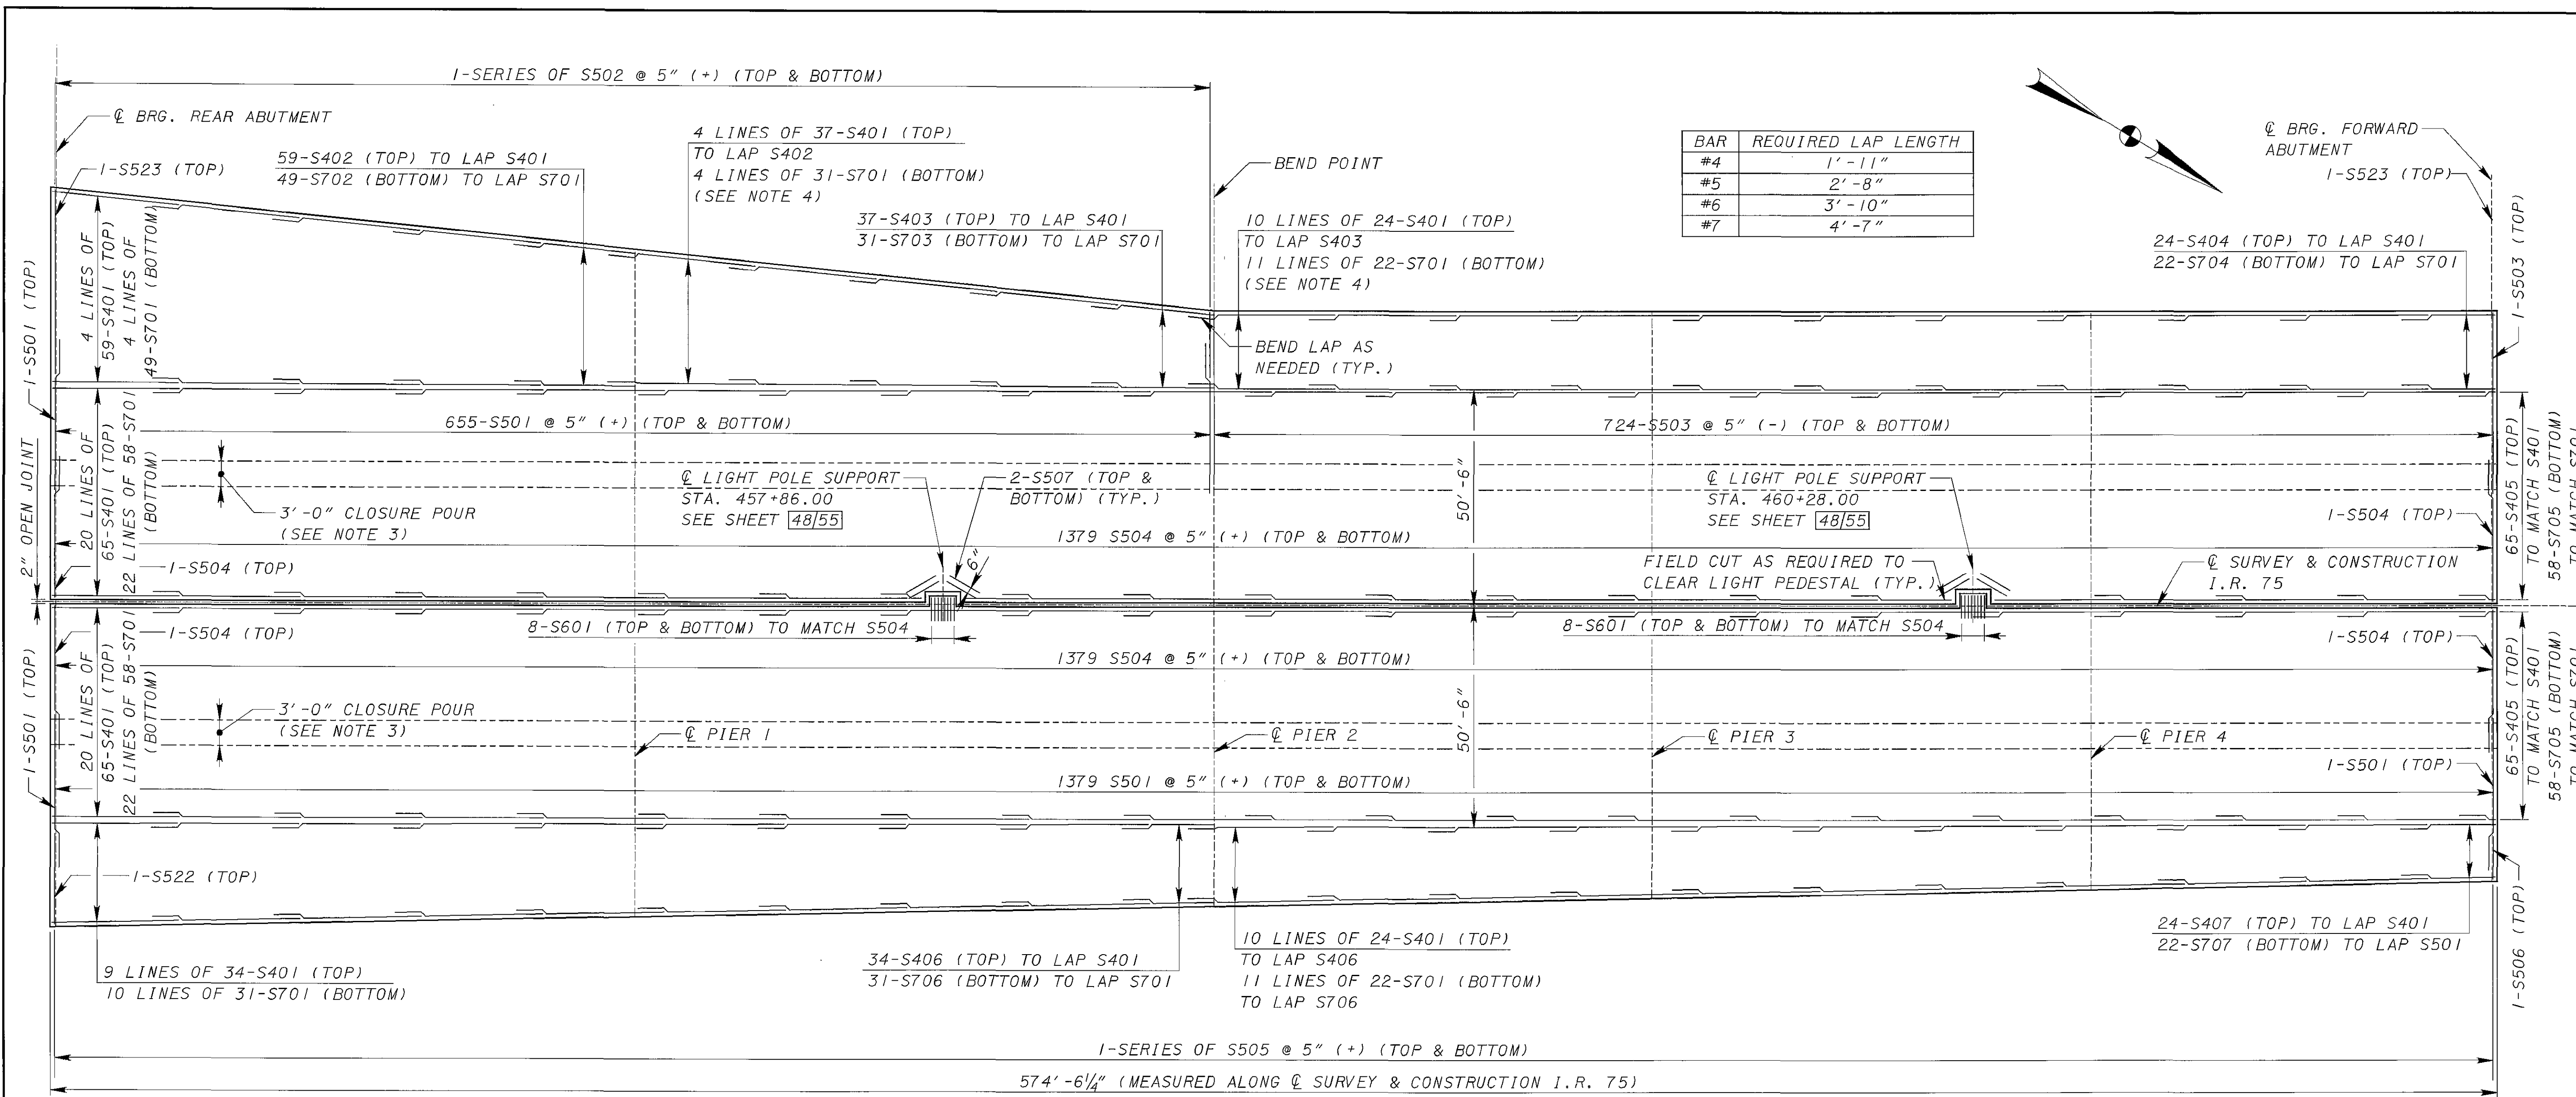 1-SERIES OF S502 @ 5" (+) (TOP & BOTTOM)
℄ BRG. REAR ABUTMENT
1-S523 (TOP)
59-S402 (TOP) TO LAP S401
49-S702 (BOTTOM) TO LAP S701
4 LINES OF 37-S401 (TOP)
TO LAP S402
4 LINES OF 31-S701 (BOTTOM)
(SEE NOTE 4)
37-S403 (TOP) TO LAP S401
31-S703 (BOTTOM) TO LAP S701
BEND POINT
10 LINES OF 24-S401 (TOP)
TO LAP S403
11 LINES OF 22-S701 (BOTTOM)
(SEE NOTE 4)
BAR REQUIRED LAP LENGTH
#4 1'-11"
#5 2'-8"
#6 3'-10"
#7 4'-7"
℄ BRG. FORWARD
ABUTMENT
1-S523 (TOP)
24-S404 (TOP) TO LAP S401
22-S704 (BOTTOM) TO LAP S701
1-S503 (TOP)
1-S501 (TOP)
4 LINES OF
59-S401 (TOP)
4 LINES OF
49-S701 (BOTTOM)
BEND LAP AS
NEEDED (TYP.)
2" OPEN JOINT
20 LINES OF
65-S401 (TOP)
22 LINES OF 58-S701
(BOTTOM)
655-S501 @ 5" (+) (TOP & BOTTOM)
724-S503 @ 5" (-) (TOP & BOTTOM)
3'-0" CLOSURE POUR
(SEE NOTE 3)
℄ LIGHT POLE SUPPORT
STA. 457+86.00
SEE SHEET 48/55
2-S507 (TOP &
BOTTOM) (TYP.)
6"
50'-6"
℄ LIGHT POLE SUPPORT
STA. 460+28.00
SEE SHEET 48/55
1-S504 (TOP)
1379 S504 @ 5" (+) (TOP & BOTTOM)
1-S504 (TOP)
FIELD CUT AS REQUIRED TO
CLEAR LIGHT PEDESTAL (TYP.)
℄ SURVEY & CONSTRUCTION
I.R. 75
65-S405 (TOP)
TO MATCH S401
58-S705 (BOTTOM)
TO MATCH S701
1-S504 (TOP)
8-S601 (TOP & BOTTOM) TO MATCH S504
8-S601 (TOP & BOTTOM) TO MATCH S504
1-S504 (TOP)
1379 S504 @ 5" (+) (TOP & BOTTOM)
1-S501 (TOP)
20 LINES OF
65-S401 (TOP)
22 LINES OF 58-S701
(BOTTOM)
3'-0" CLOSURE POUR
(SEE NOTE 3)
℄ PIER 1
℄ PIER 2
50'-6"
℄ PIER 3
℄ PIER 4
1-S501 (TOP)
65-S405 (TOP)
TO MATCH S401
58-S705 (BOTTOM)
TO MATCH S701
1379 S501 @ 5" (+) (TOP & BOTTOM)
1-S522 (TOP)
9 LINES OF 34-S401 (TOP)
10 LINES OF 31-S701 (BOTTOM)
34-S406 (TOP) TO LAP S401
31-S706 (BOTTOM) TO LAP S701
10 LINES OF 24-S401 (TOP)
TO LAP S406
11 LINES OF 22-S701 (BOTTOM)
TO LAP S706
24-S407 (TOP) TO LAP S401
22-S707 (BOTTOM) TO LAP S501
1-S506 (TOP)
1-SERIES OF S505 @ 5" (+) (TOP & BOTTOM)
574'-6¼" (MEASURED ALONG ℄ SURVEY & CONSTRUCTION I.R. 75)